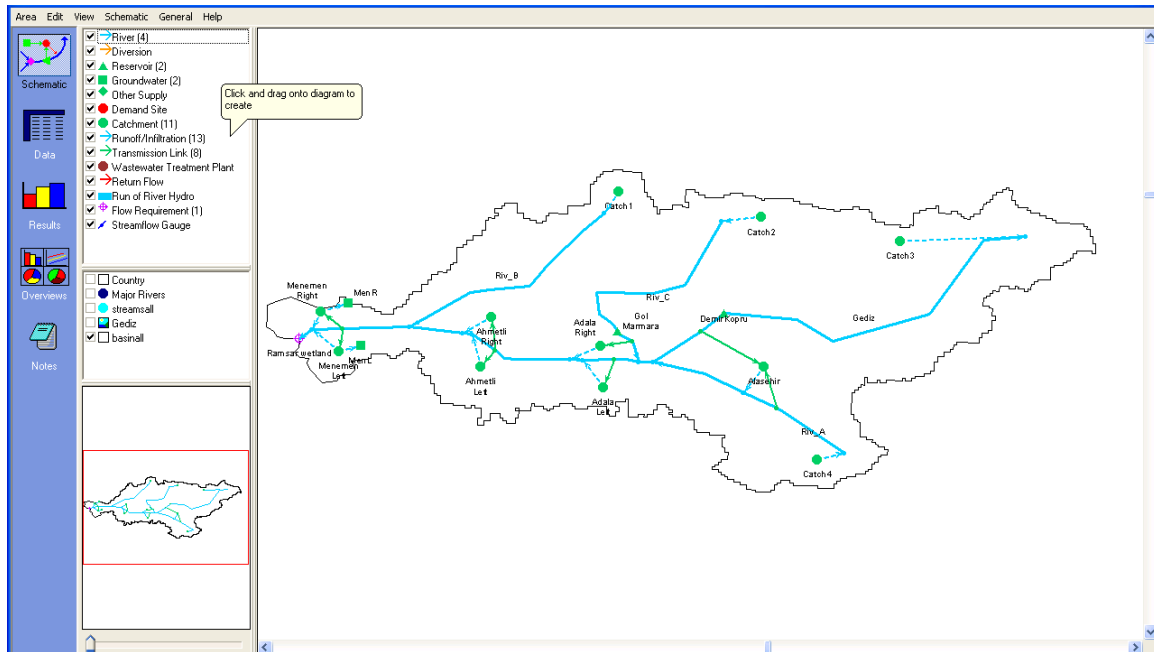 Area Edit View Schematic General Help
Schematic
Data
Results
Overviews
Notes
River (4)
Diversion
Reservoir (2)
Groundwater (2)
Other Supply
Demand Site
Catchment (11)
Runoff/Infiltration (13)
Transmission Link (8)
Wastewater Treatment Plant
Return Flow
Run of River Hydro
Flow Requirement (1)
Streamflow Gauge
Click and drag onto diagram to
create
Country
Major Rivers
streamsall
Gediz
basinall
Catch1
Catch2
Catch3
Riv_B
Menemen
Right
Men R
Riv_C
Gol
Marmara
Demir Kopru
Gediz
Adala
Right
Ahmetli
Right
Ramsat wetland
Menemen
Left
Men L
Ahmetli
Left
Adala
Left
Alasehir
Riv_A
Catch4